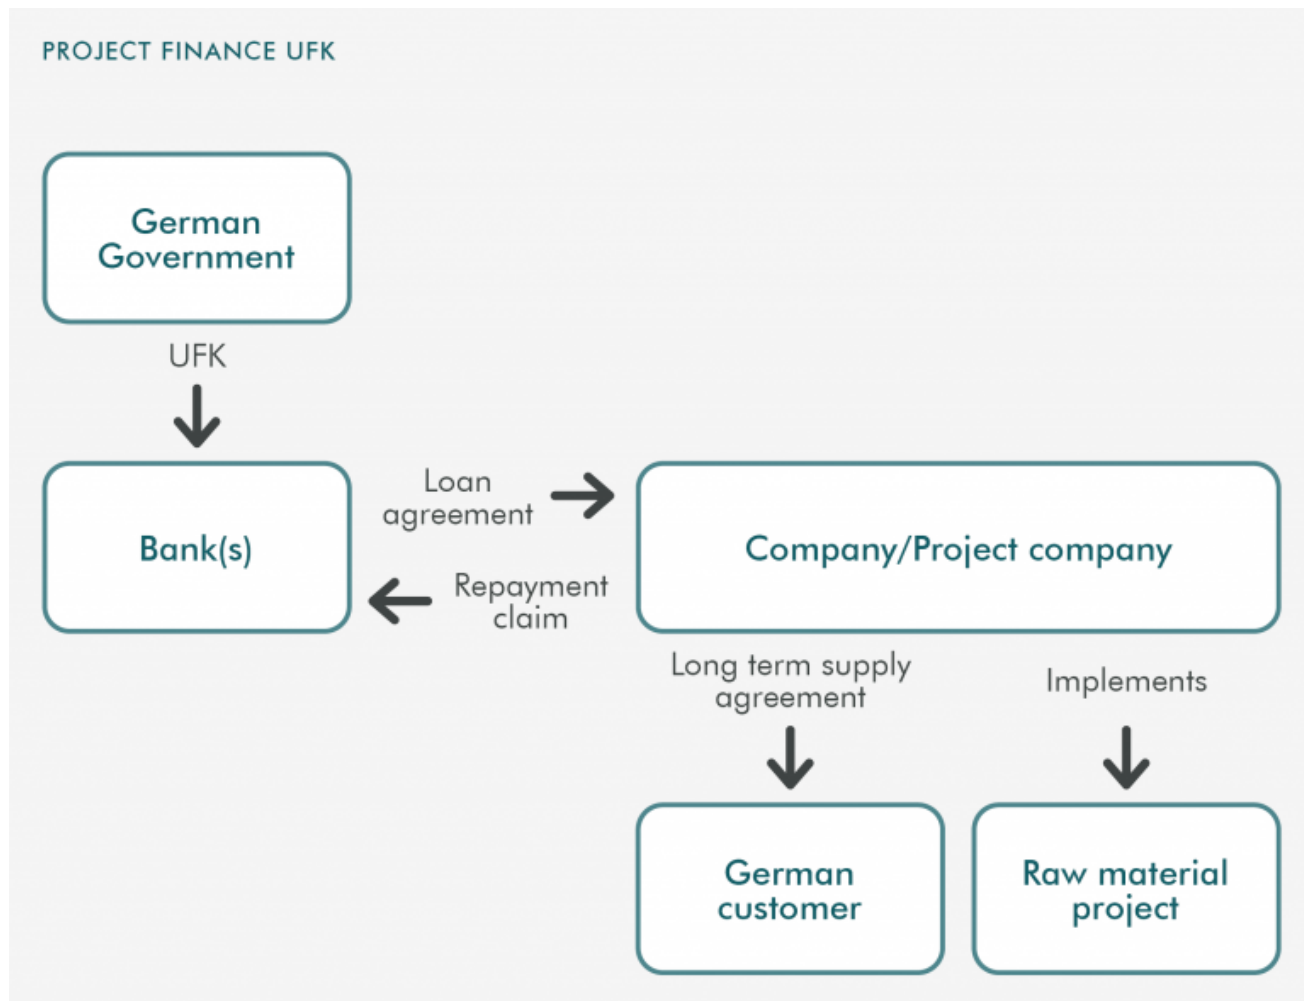 PROJECT FINANCE UFK
German
Government
UFK
Bank(s)
Loan
agreement
Repayment
claim
Company/Project company
Long term supply
agreement
Implements
German
customer
Raw material
project